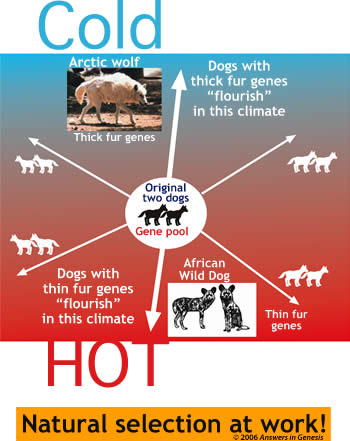 Cold
Arctic wolf
Thick fur genes
Dogs with
thick fur genes
“flourish”
in this climate
Original
two dogs
Gene pool
Dogs with
thin fur genes
“flourish”
in this climate
African
Wild Dog
Thin fur
genes
HOT
Natural selection at work!
© 2006 Answers in Genesis